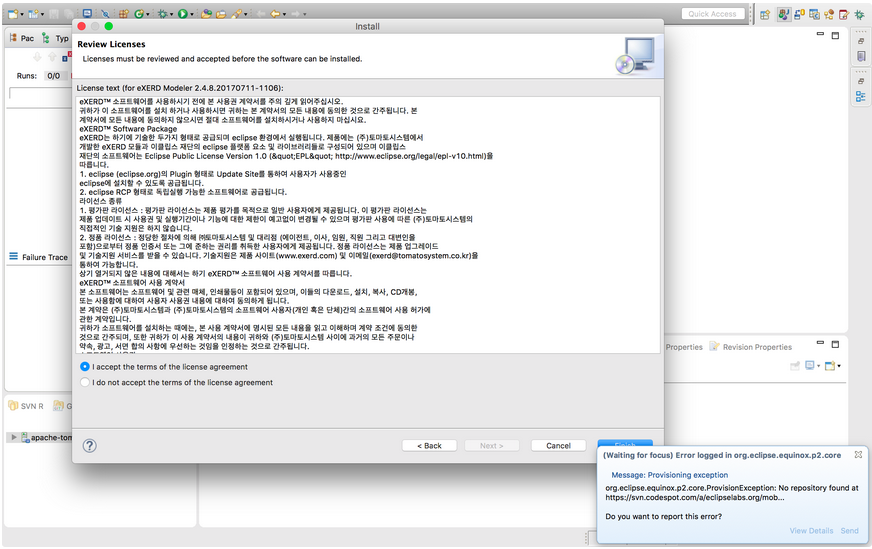 Install
Quick Access
Review Licenses
Licenses must be reviewed and accepted before the software can be installed.
Pac
Typ
Runs:
0/0
License text (for eXERD Modeler 2.4.8.20170711-1106):
eXERD™ 소프트웨어를 사용하시기 전에 본 사용권 계약서를 주의 깊게 읽어주십시오.
귀하가 이 소프트웨어를 설치 하거나 사용하시면 귀하는 본 계약서의 모든 내용에 동의한 것으로 간주됩니다. 본
계약서에 모든 내용에 동의하지 않으시면 절대 소프트웨어를 설치하시거나 사용하지 마십시요.
eXERD™ Software Package
eXERD는 하기에 기술한 두가지 형태로 공급되며 eclipse 환경에서 실행됩니다. 제품에는 (주)토마토시스템에서
개발한 eXERD 모듈과 이클립스 재단의 eclipse 플랫폼 요소 및 라이브러리들로 구성되어 있으며 이클립스
재단의 소프트웨어는 Eclipse Public License Version 1.0 (&quot;EPL&quot; http://www.eclipse.org/legal/epl-v10.html)을
따릅니다.
1. eclipse (eclipse.org)의 Plugin 형태로 Update Site를 통하여 사용자가 사용중인
eclipse에 설치할 수 있도록 공급됩니다.
2. eclipse RCP 형태로 독립실행 가능한 소프트웨어로 공급됩니다.
라이선스 종류
1. 평가판 라이선스 : 평가판 라이선스는 제품 평가를 목적으로 일반 사용자에게 제공됩니다. 이 평가판 라이선스는
제품 업데이트 시 사용권 및 실행기간이나 기능에 대한 제한이 예고없이 변경될 수 있으며 평가판 사용에 따른 (주)토마토시스템의
직접적인 기술 지원은 하지 않습니다.
2. 정품 라이선스 : 정당한 절차에 의해 ㈜토마토시스템 및 대리점 (에이전트, 이사, 임원, 직원 그리고 대변인을
포함)으로부터 정품 인증서 또는 그에 준하는 권리를 취득한 사용자에게 제공됩니다. 정품 라이선스는 제품 업그레이드
및 기술지원 서비스를 받을 수 있습니다. 기술지원은 제품 사이트(www.exerd.com) 및 이메일(exerd@tomatosystem.co.kr)을
통하여 가능합니다.
상기 열거되지 않은 내용에 대해서는 하기 eXERD™ 소프트웨어 사용 계약서를 따릅니다.
eXERD™ 소프트웨어 사용 계약서
본 소프트웨어는 소프트웨어 및 관련 매체, 인쇄물등이 포함되어 있으며, 이들의 다운로드, 설치, 복사, CD개봉,
또는 사용함에 대하여 사용자 사용권 내용에 대하여 동의하게 됩니다.
본 계약은 (주)토마토시스템과 (주)토마토시스템의 소프트웨어 사용자(개인 혹은 단체)간의 소프트웨어 사용 허가에
관한 계약입니다.
귀하가 소프트웨어를 설치하는 때에는, 본 사용 계약서에 명시된 모든 내용을 읽고 이해하며 계약 조건에 동의한
것으로 간주되며, 또한 귀하가 이 사용 계약서의 내용이 귀하와 (주)토마토시스템 사이에 과거의 모든 주문이나
약속, 광고, 서면 합의 사항에 우선하는 것임을 인정하는 것으로 간주됩니다.
Failure Trace
Properties
Revision Properties
I accept the terms of the license agreement
I do not accept the terms of the license agreement
SVN R
G
apache-tom
< Back
Next >
Cancel
Finish
(Waiting for focus) Error logged in org.eclipse.equinox.p2.core
Message: Provisioning exception
org.eclipse.equinox.p2.core.ProvisionException: No repository found at
https://svn.codespot.com/a/eclipselabs.org/mob...
Do you want to report this error?
View Details
Send